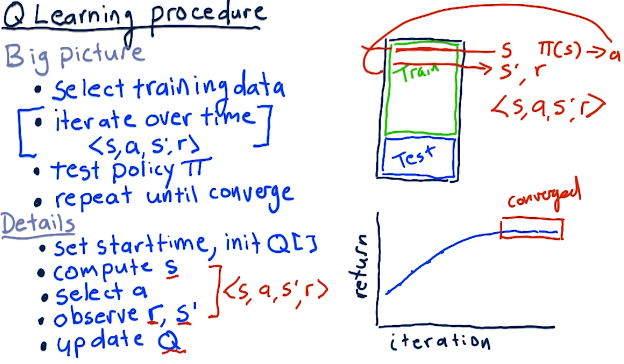 Q Learning procedure
Big picture
• select training data
• iterate over time
<s, a, s', r>
• test policy π
• repeat until converge
Details
• set starttime, init Q[]
• compute s
• select a
• observe r, s'
• update Q
<s, a, s', r>
Train
Test
s π(s) → a
s', r
<s, a, s', r>
converged
return
iteration